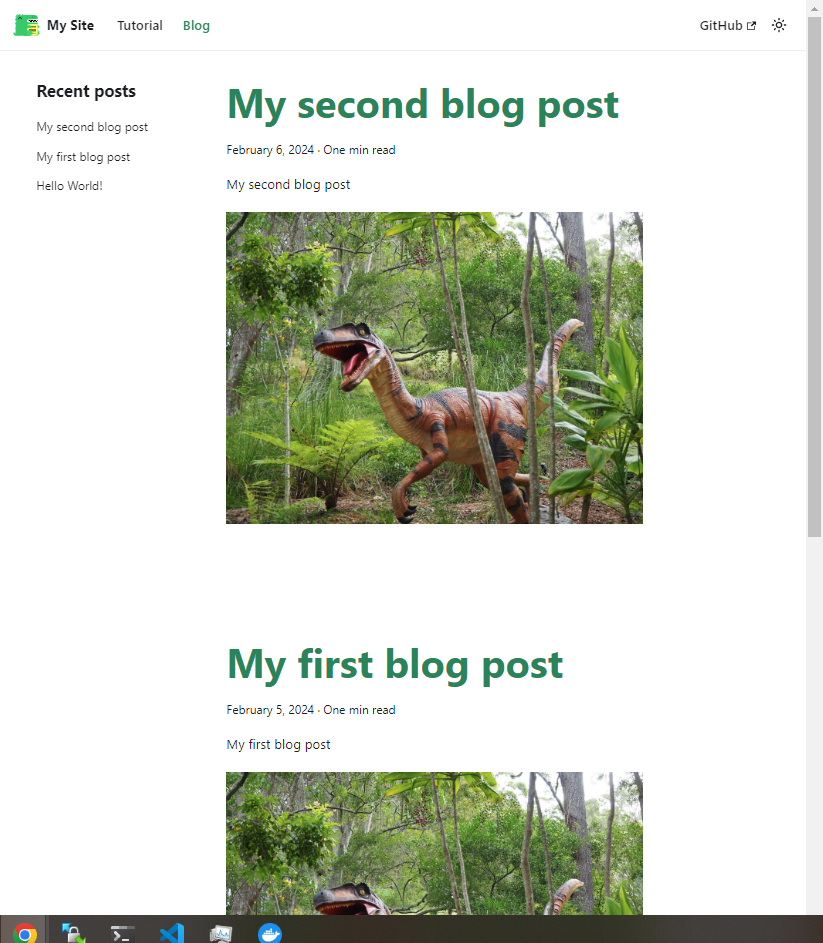 My Site Tutorial Blog GitHub
Recent posts
My second blog post
My first blog post
Hello World!
My second blog post
February 6, 2024 · One min read
My second blog post
My first blog post
February 5, 2024 · One min read
My first blog post